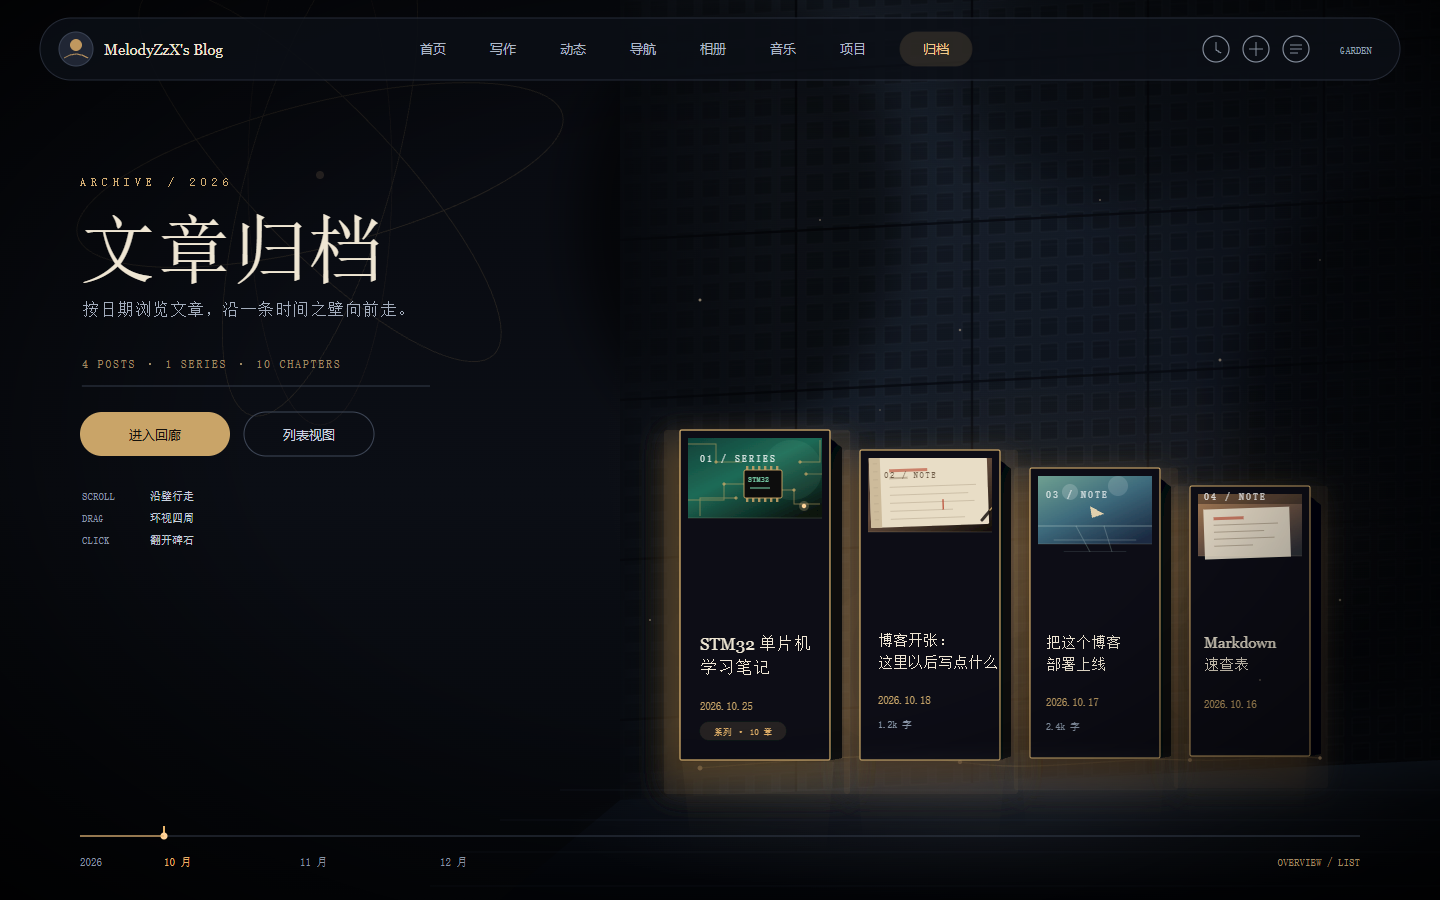 MelodyZzX's Blog
首页 写作 动态 导航 相册 音乐 项目 归档
GARDEN
ARCHIVE / 2026
文章归档
按日期浏览文章，沿一条时间之壁向前走。
4 POSTS · 1 SERIES · 10 CHAPTERS
进入回廊 列表视图
SCROLL 沿壁行走
DRAG 环视四周
CLICK 翻开碑石
01 / SERIES
STM32
STM32 单片机
学习笔记
2026.10.25
系列 · 10 章
02 / NOTE
博客开张：
这里以后写点什么
2026.10.18
1.2k 字
03 / NOTE
把这个博客
部署上线
2026.10.17
2.4k 字
04 / NOTE
Markdown
速查表
2026.10.16
2026 10 月 11 月 12 月
OVERVIEW / LIST